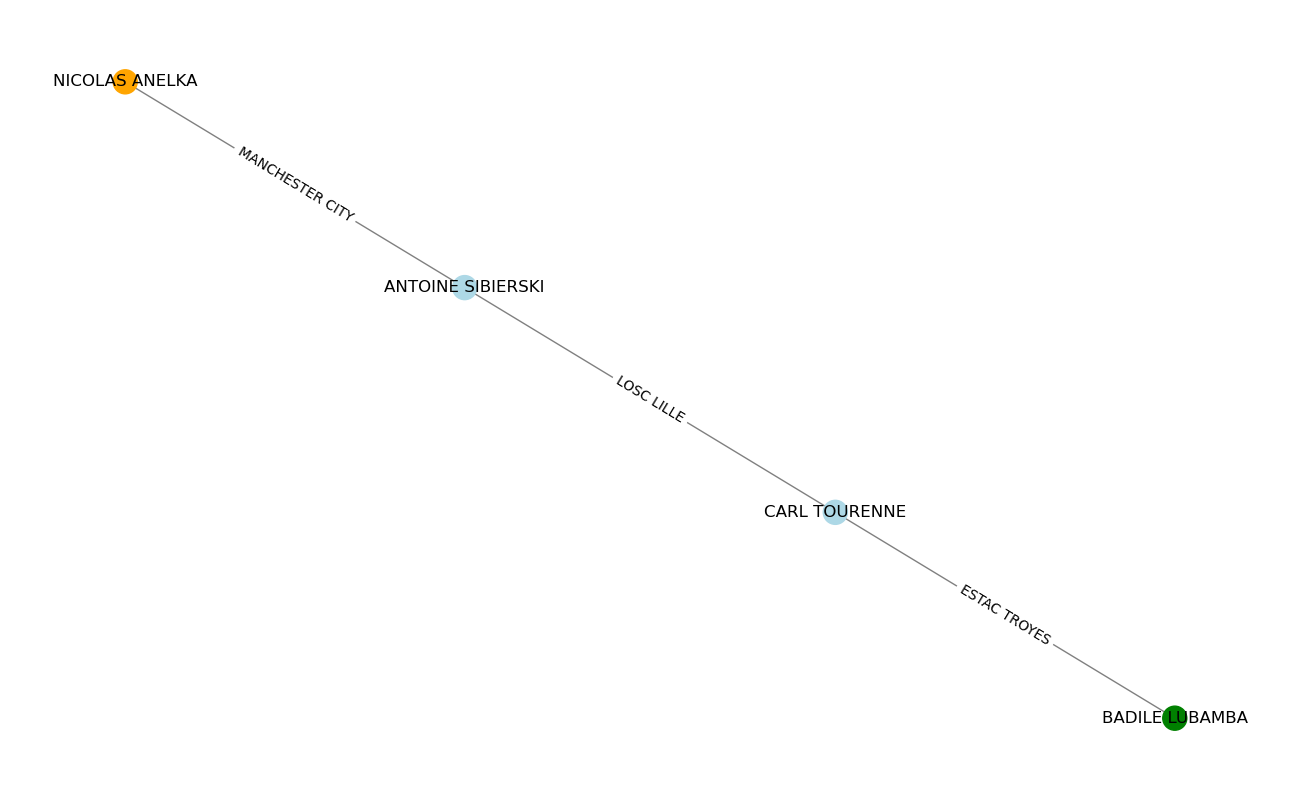 NICOLAS ANELKA
MANCHESTER CITY
ANTOINE SIBIERSKI
LOSC LILLE
CARL TOURENNE
ESTAC TROYES
BADILE LUBAMBA